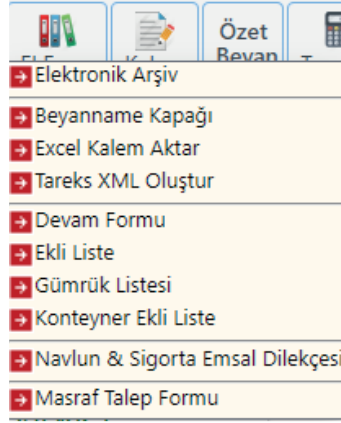 Özet
Beyan
Elektronik Arşiv
Beyanname Kapağı
Excel Kalem Aktar
Tareks XML Oluştur
Devam Formu
Ekli Liste
Gümrük Listesi
Konteyner Ekli Liste
Navlun & Sigorta Emsal Dilekçesi
Masraf Talep Formu